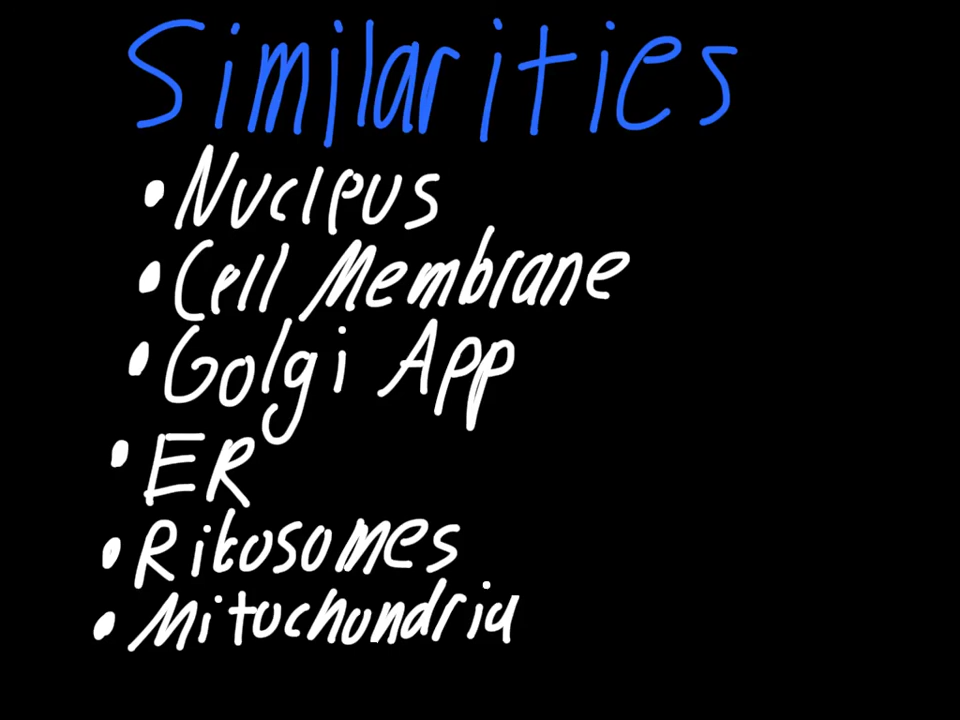 Similarities
• Nucleus
• Cell Membrane
• Golgi App
• ER
• Ribosomes
• Mitochondria